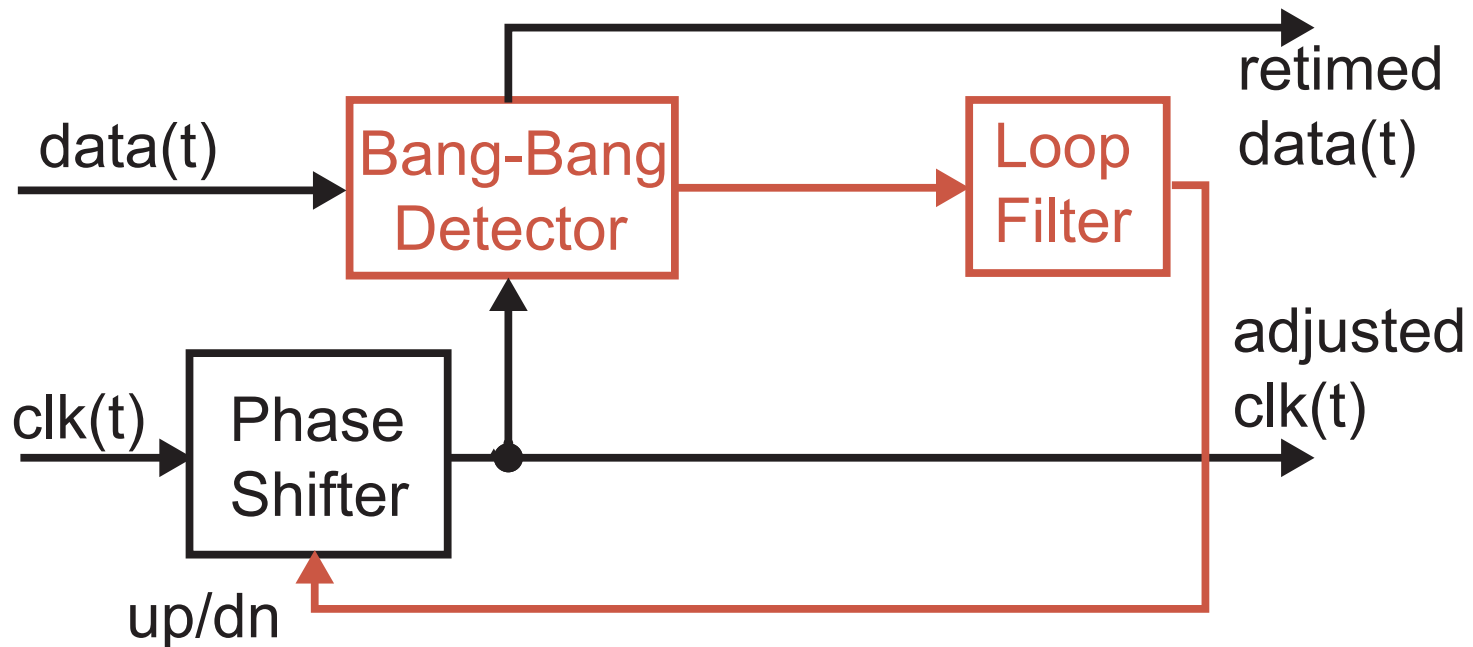 data(t)
Bang-Bang
Detector
Loop
Filter
retimed
data(t)
clk(t)
Phase
Shifter
adjusted
clk(t)
up/dn